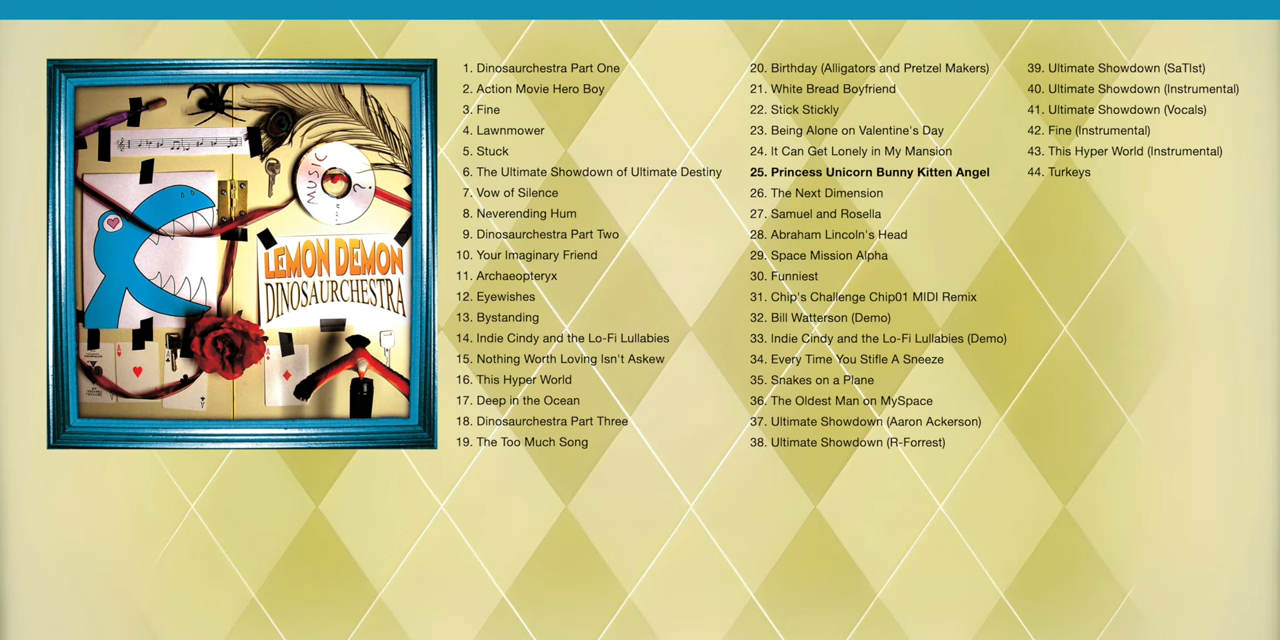 MUSIC
!?
LEMON DEMON
DINOSAURCHESTRA
1. Dinosaurchestra Part One
2. Action Movie Hero Boy
3. Fine
4. Lawnmower
5. Stuck
6. The Ultimate Showdown of Ultimate Destiny
7. Vow of Silence
8. Neverending Hum
9. Dinosaurchestra Part Two
10. Your Imaginary Friend
11. Archaeopteryx
12. Eyewishes
13. Bystanding
14. Indie Cindy and the Lo-Fi Lullabies
15. Nothing Worth Loving Isn't Askew
16. This Hyper World
17. Deep in the Ocean
18. Dinosaurchestra Part Three
19. The Too Much Song
20. Birthday (Alligators and Pretzel Makers)
21. White Bread Boyfriend
22. Stick Stickly
23. Being Alone on Valentine's Day
24. It Can Get Lonely in My Mansion
25. Princess Unicorn Bunny Kitten Angel
26. The Next Dimension
27. Samuel and Rosella
28. Abraham Lincoln's Head
29. Space Mission Alpha
30. Funniest
31. Chip's Challenge Chip01 MIDI Remix
32. Bill Watterson (Demo)
33. Indie Cindy and the Lo-Fi Lullabies (Demo)
34. Every Time You Stifle A Sneeze
35. Snakes on a Plane
36. The Oldest Man on MySpace
37. Ultimate Showdown (Aaron Ackerson)
38. Ultimate Showdown (R-Forrest)
39. Ultimate Showdown (SaTIst)
40. Ultimate Showdown (Instrumental)
41. Ultimate Showdown (Vocals)
42. Fine (Instrumental)
43. This Hyper World (Instrumental)
44. Turkeys